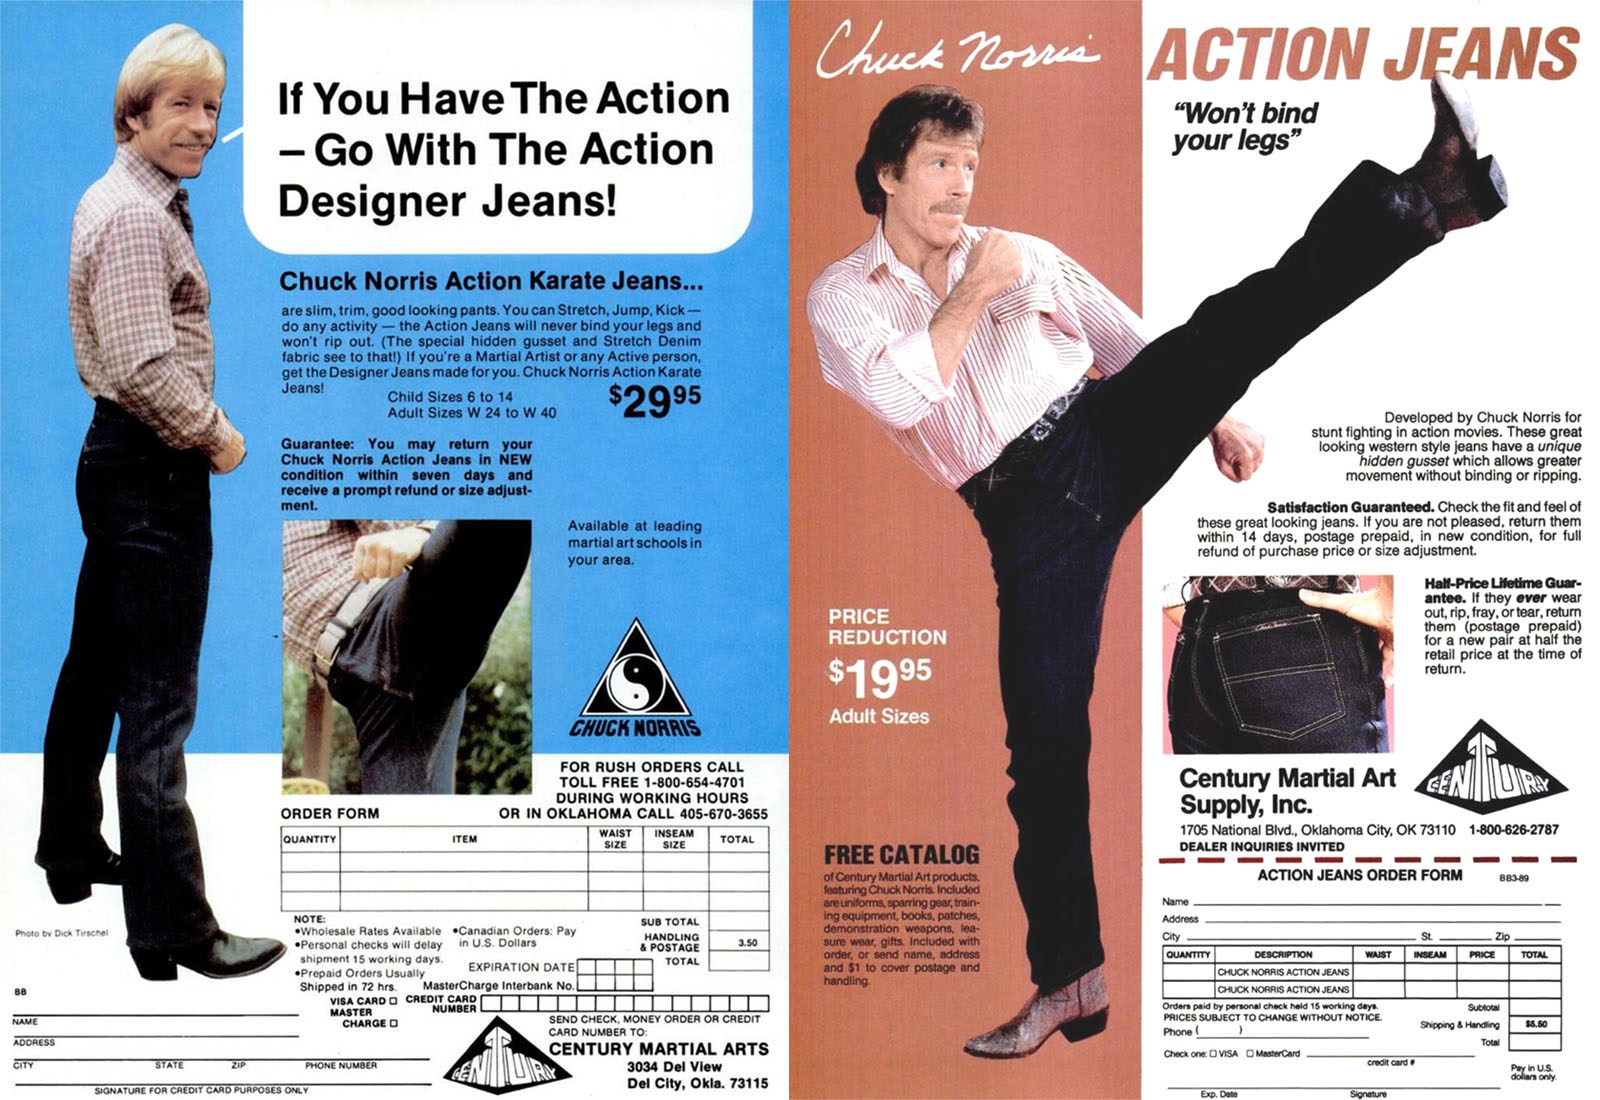 If You Have The Action
– Go With The Action
Designer Jeans!
Chuck Norris Action Karate Jeans...
are slim, trim, good looking pants. You can Stretch, Jump, Kick —
do any activity — the Action Jeans will never bind your legs and
won't rip out. (The special hidden gusset and Stretch Denim
fabric see to that!) If you're a Martial Artist or any Active person,
get the Designer Jeans made for you. Chuck Norris Action Karate
Jeans!
Child Sizes 6 to 14
Adult Sizes W 24 to W 40
$29 95
Guarantee: You may return your
Chuck Norris Action Jeans in NEW
condition within seven days and
receive a prompt refund or size adjust-
ment.
Available at leading
martial art schools in
your area.
CHUCK NORRIS
FOR RUSH ORDERS CALL
TOLL FREE 1-800-654-4701
DURING WORKING HOURS
OR IN OKLAHOMA CALL 405-670-3655
ORDER FORM
QUANTITY ITEM WAIST SIZE INSEAM SIZE TOTAL
NOTE:
•Wholesale Rates Available
•Personal checks will delay
shipment 15 working days.
•Prepaid Orders Usually
Shipped in 72 hrs.
•Canadian Orders: Pay
in U.S. Dollars
SUB TOTAL
HANDLING
& POSTAGE 3.50
TOTAL
EXPIRATION DATE
MasterCharge Interbank No.
VISA CARD
MASTER
CHARGE
CREDIT CARD
NUMBER
Photo by Dick Tirschel
BB
NAME
ADDRESS
CITY STATE ZIP PHONE NUMBER
SIGNATURE FOR CREDIT CARD PURPOSES ONLY
CENTURY
SEND CHECK, MONEY ORDER OR CREDIT
CARD NUMBER TO:
CENTURY MARTIAL ARTS
3034 Del View
Del City, Okla. 73115
Chuck Norris
ACTION JEANS
"Won't bind
your legs"
Developed by Chuck Norris for
stunt fighting in action movies. These great
looking western style jeans have a unique
hidden gusset which allows greater
movement without binding or ripping.
Satisfaction Guaranteed. Check the fit and feel of
these great looking jeans. If you are not pleased, return them
within 14 days, postage prepaid, in new condition, for full
refund of purchase price or size adjustment.
Half-Price Lifetime Guar-
antee. If they ever wear
out, rip, fray, or tear, return
them (postage prepaid)
for a new pair at half the
retail price at the time of
return.
PRICE
REDUCTION
$19 95
Adult Sizes
FREE CATALOG
of Century Martial Art products,
featuring Chuck Norris. Included
are uniforms, sparring gear, train-
ing equipment, books, patches,
demonstration weapons, lea-
sure wear, gifts. Included with
order, or send name, address
and $1 to cover postage and
handling.
Century Martial Art
Supply, Inc.
CENTURY
1705 National Blvd., Oklahoma City, OK 73110 1-800-626-2787
DEALER INQUIRIES INVITED
ACTION JEANS ORDER FORM BB3-89
Name
Address
City St. Zip
QUANTITY DESCRIPTION WAIST INSEAM PRICE TOTAL
CHUCK NORRIS ACTION JEANS
CHUCK NORRIS ACTION JEANS
Orders paid by personal check held 15 working days.
PRICES SUBJECT TO CHANGE WITHOUT NOTICE.
Phone ( )
Subtotal
Shipping & Handling $5.50
Total
Check one: VISA MasterCard
credit card #
Pay in U.S.
dollars only.
Exp. Date Signature